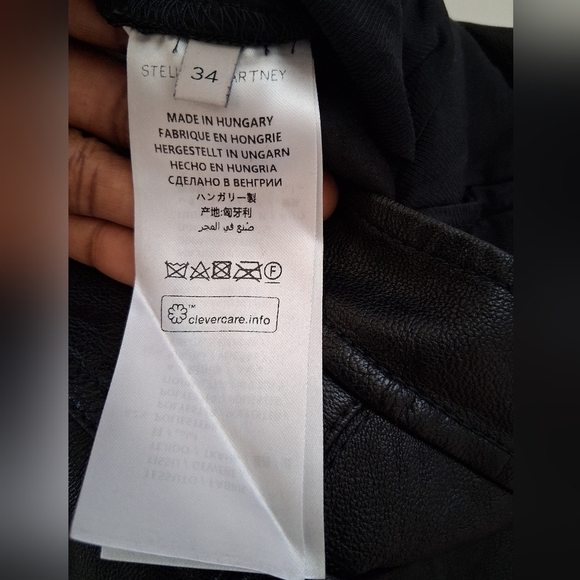 STEL 34 ARTNEY
MADE IN HUNGARY
FABRIQUE EN HONGRIE
HERGESTELLT IN UNGARN
HECHO EN HUNGRIA
СДЕЛАНО В ВЕНГРИИ
ハンガリー製
产地:匈牙利
صنع في المجر
F
™
clevercare.info